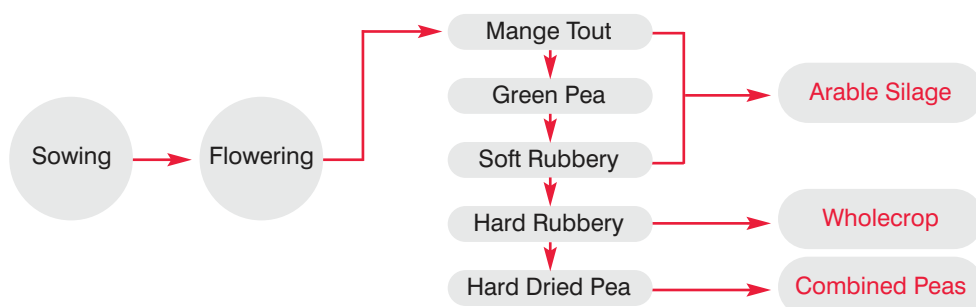 Sowing
Flowering
Mange Tout
Green Pea
Soft Rubbery
Hard Rubbery
Hard Dried Pea
Arable Silage
Wholecrop
Combined Peas